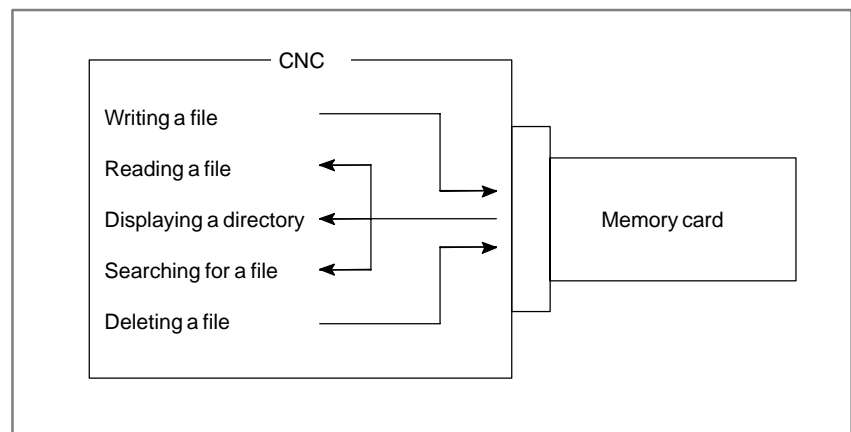 CNC
Writing a file
Reading a file
Displaying a directory
Memory card
Searching for a file
Deleting a file